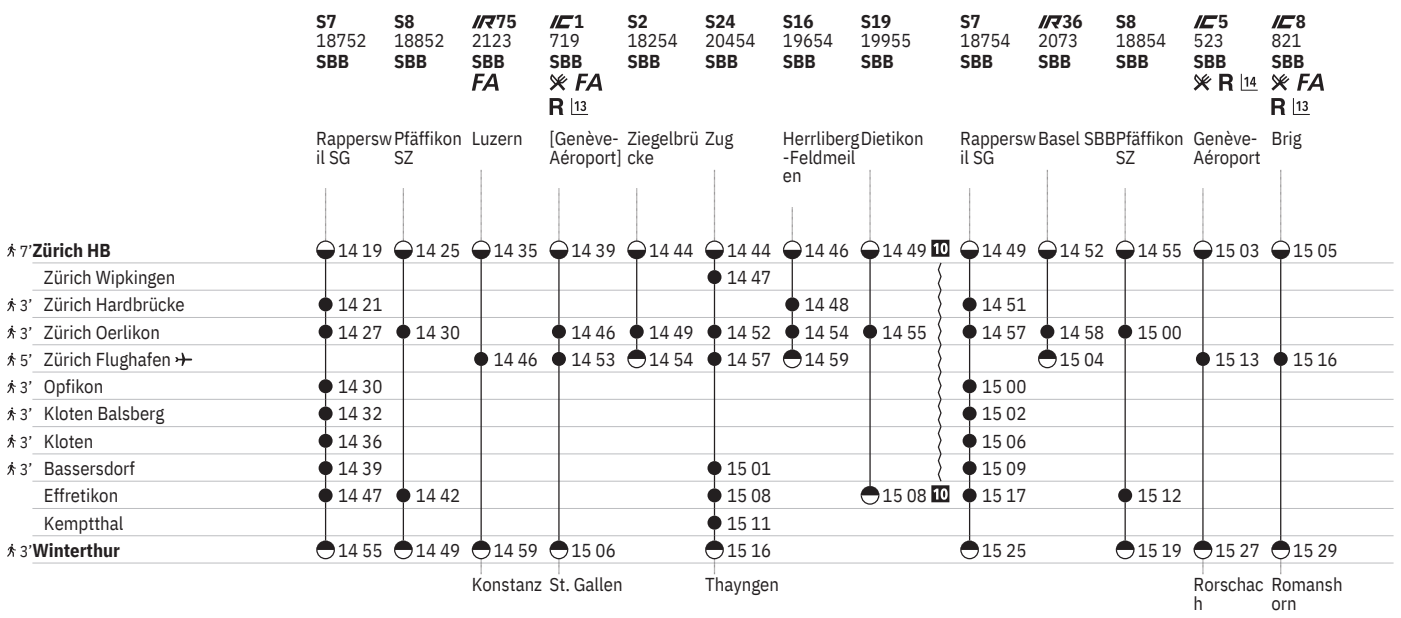 S7 S8 IR75 IC1 S2 S24 S16 S19 S7 IR36 S8 IC5 IC8
18752 18852 2123 719 18254 20454 19654 19955 18754 2073 18854 523 821
SBB SBB SBB SBB SBB SBB SBB SBB SBB SBB SBB SBB SBB
FA FA R 14 FA
R 13 R 13
Rappersw Pfäffikon Luzern [Genève- Ziegelbrü Zug Herrliberg Dietikon Rappersw Basel SBB Pfäffikon Genève- Brig
il SG SZ Aéroport] cke -Feldmeil il SG SZ Aéroport
en
7' Zürich HB 14 19 14 25 14 35 14 39 14 44 14 44 14 46 14 49 10 14 49 14 52 14 55 15 03 15 05
Zürich Wipkingen 14 47
3' Zürich Hardbrücke 14 21 14 48 14 51
3' Zürich Oerlikon 14 27 14 30 14 46 14 49 14 52 14 54 14 55 14 57 14 58 15 00
5' Zürich Flughafen 14 46 14 53 14 54 14 57 14 59 15 04 15 13 15 16
3' Opfikon 14 30 15 00
3' Kloten Balsberg 14 32 15 02
3' Kloten 14 36 15 06
3' Bassersdorf 14 39 15 01 15 09
Effretikon 14 47 14 42 15 08 15 08 10 15 17 15 12
Kemptthal 15 11
3' Winterthur 14 55 14 49 14 59 15 06 15 16 15 25 15 19 15 27 15 29
Konstanz St. Gallen Thayngen Rorschac Romansh
h orn